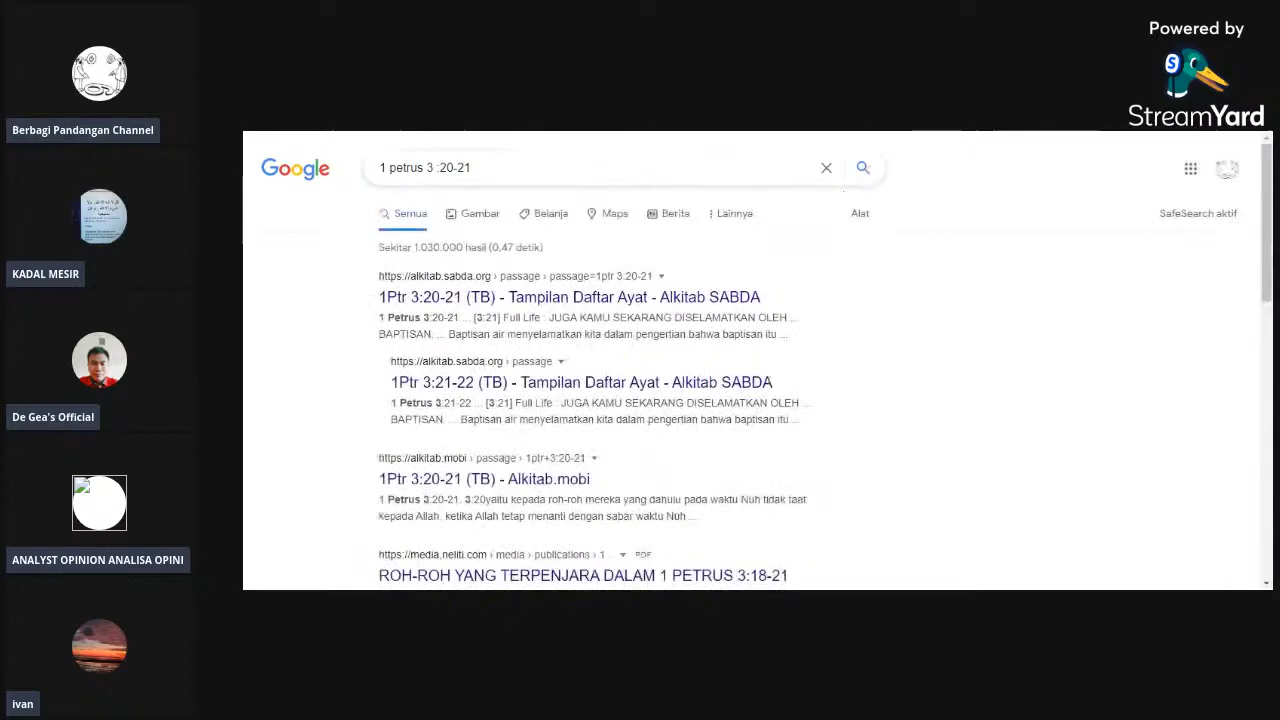 Powered by
StreamYard
Berbagi Pandangan Channel
KADAL MESIR
De Gea's Official
ANALYST OPINION ANALISA OPINI
ivan
Google
1 petrus 3 :20-21
Semua Gambar Belanja Maps Berita Lainnya Alat SafeSearch aktif
Sekitar 1.030.000 hasil (0,47 detik)
https://alkitab.sabda.org › passage › passage=1ptr 3:20-21
1Ptr 3:20-21 (TB) - Tampilan Daftar Ayat - Alkitab SABDA
1 Petrus 3:20-21 ... [3:21] Full Life : JUGA KAMU SEKARANG DISELAMATKAN OLEH ...
BAPTISAN. ... Baptisan air menyelamatkan kita dalam pengertian bahwa baptisan itu ...
https://alkitab.sabda.org › passage
1Ptr 3:21-22 (TB) - Tampilan Daftar Ayat - Alkitab SABDA
1 Petrus 3:21-22 ... [3:21] Full Life : JUGA KAMU SEKARANG DISELAMATKAN OLEH ...
BAPTISAN. ... Baptisan air menyelamatkan kita dalam pengertian bahwa baptisan itu ...
https://alkitab.mobi › passage › 1ptr+3:20-21
1Ptr 3:20-21 (TB) - Alkitab.mobi
1 Petrus 3:20-21. 3:20yaitu kepada roh-roh mereka yang dahulu pada waktu Nuh tidak taat
kepada Allah, ketika Allah tetap menanti dengan sabar waktu Nuh ...
https://media.neliti.com › media › publications › 1... PDF
ROH-ROH YANG TERPENJARA DALAM 1 PETRUS 3:18-21